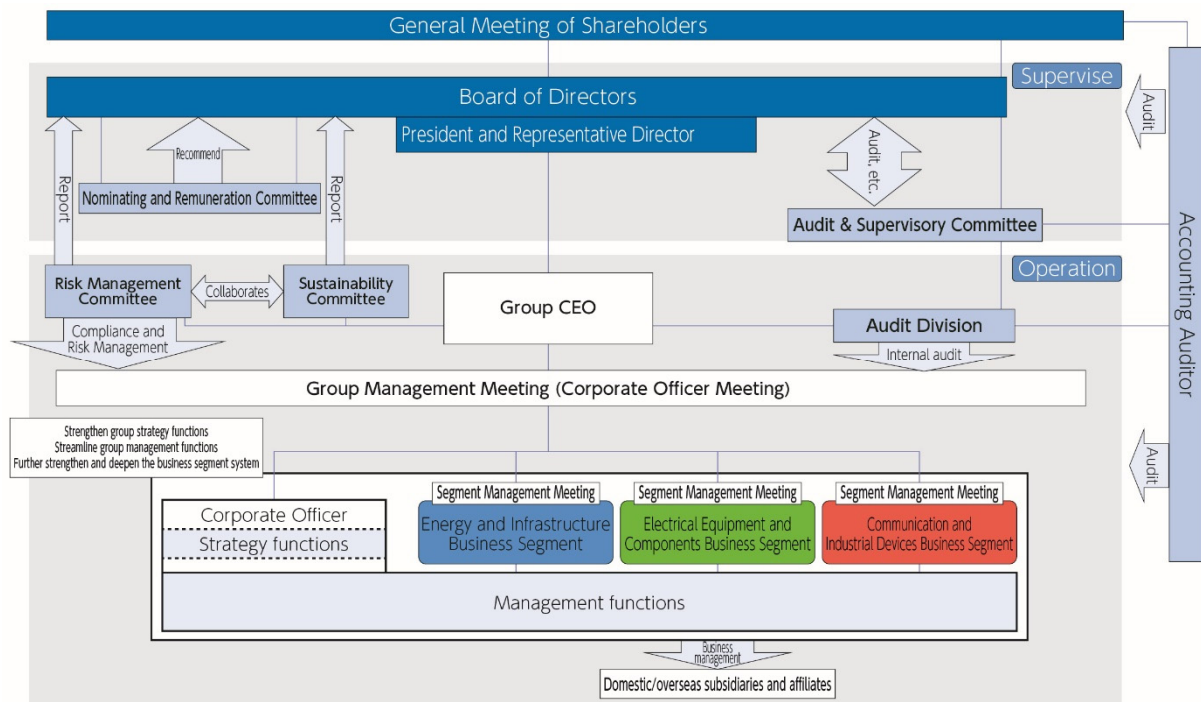 General Meeting of Shareholders
Supervise
Board of Directors
President and Representative Director
Audit
Report
Recommend
Report
Audit, etc.
Nominating and Remuneration Committee
Audit & Supervisory Committee
Accounting Auditor
Operation
Risk Management
Committee
Collaborates
Sustainability
Committee
Group CEO
Audit Division
Compliance and
Risk Management
Internal audit
Group Management Meeting (Corporate Officer Meeting)
Strengthen group strategy functions
Streamline group management functions
Further strengthen and deepen the business segment system
Audit
Segment Management Meeting
Segment Management Meeting
Segment Management Meeting
Corporate Officer
Strategy functions
Energy and Infrastructure
Business Segment
Electrical Equipment and
Components Business Segment
Communication and
Industrial Devices Business Segment
Management functions
Business
management
Domestic/overseas subsidiaries and affiliates